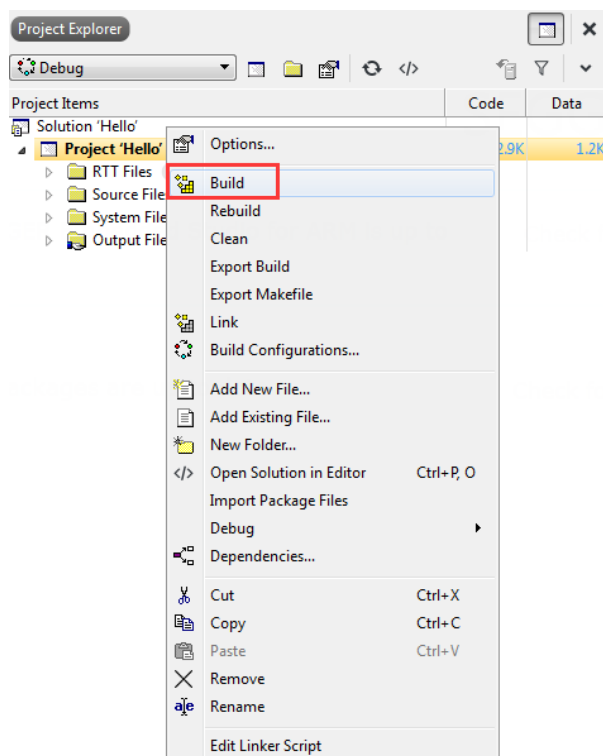 Project Explorer
Debug
Project Items Code Data
Solution 'Hello'
Project 'Hello' 2.9K 1.2K
RTT Files
Source File
System File
Output File
Options...
Build
Rebuild
Clean
Export Build
Export Makefile
Link
Build Configurations...
Add New File...
Add Existing File...
New Folder...
Open Solution in Editor Ctrl+P, O
Import Package Files
Debug
Dependencies...
Cut Ctrl+X
Copy Ctrl+C
Paste Ctrl+V
Remove
Rename
Edit Linker Script